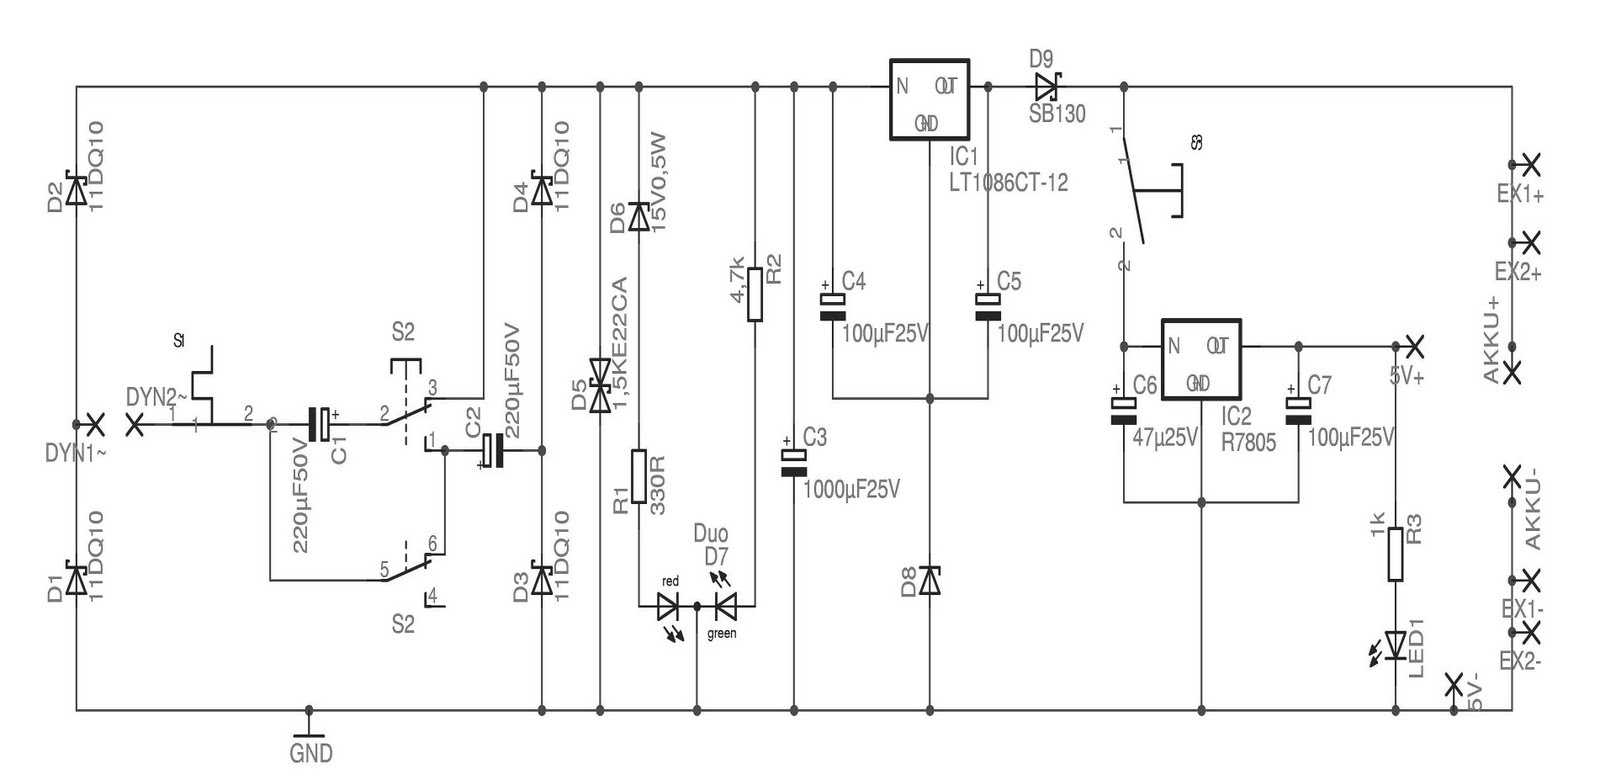 D9
SB130
N OUT
GND
IC1
LT1086CT-12
D2
11DQ10
D4
11DQ10
D6
15V0,5W
1
1
S3
2
2
EX1+
EX2+
AKKU+
4,7k
R2
+
C4
100µF25V
+
C5
100µF25V
S1
S2
DYN2~
1
1
2
2
DYN1~
+
C1
220µF50V
2
3
1
C2
220µF50V
+
D5
1,5KE22CA
N OUT
GND
IC2
R7805
+
C6
47µ25V
+
C7
100µF25V
5V+
+
C3
1000µF25V
R1
330R
AKKU-
D1
11DQ10
5
6
4
S2
D3
11DQ10
Duo
D7
red
green
D8
1k
R3
LED1
EX1-
EX2-
5V-
GND